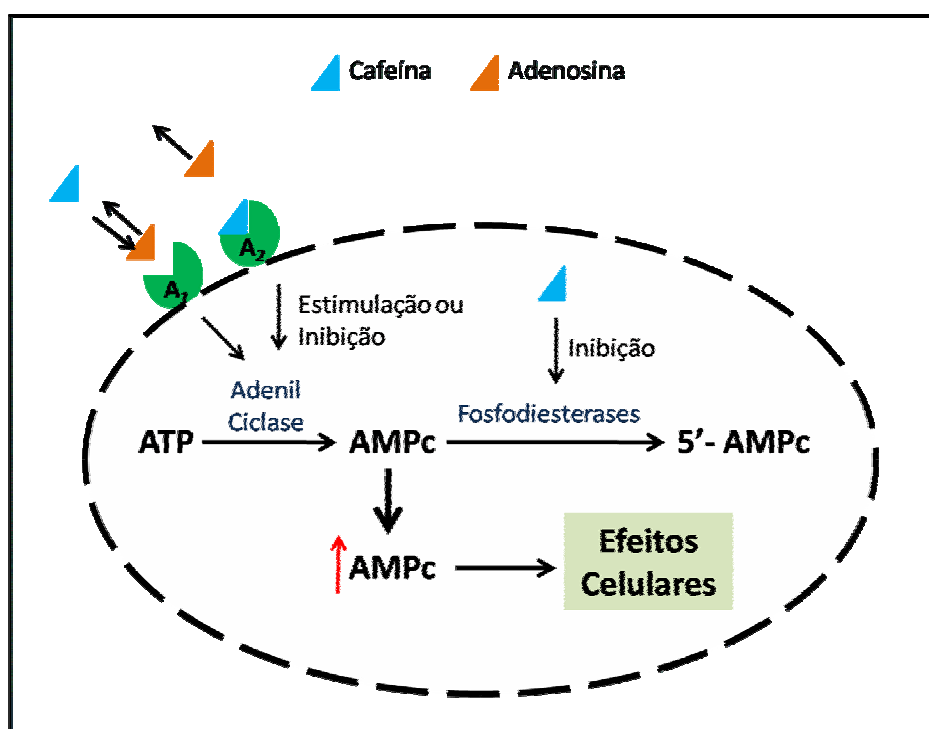 Cafeína
Adenosina
A2
A1
Estimulação ou
Inibição
Inibição
Adenil
Ciclase
Fosfodiesterases
ATP
AMPc
5’- AMPc
AMPc
Efeitos
Celulares